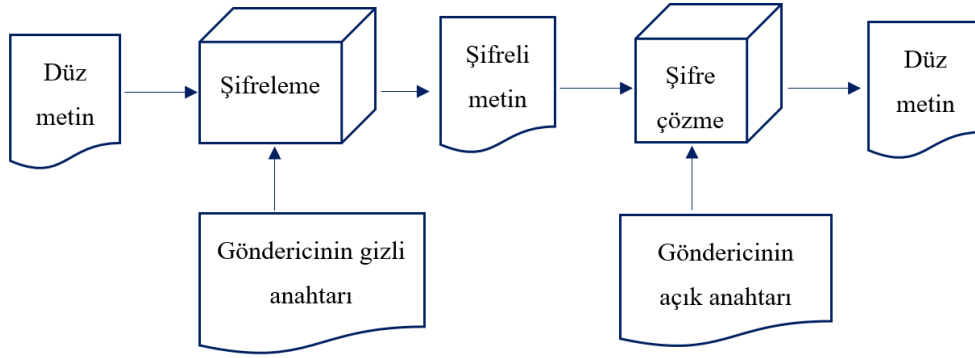 Düz
metin
Şifreleme
Şifreli
metin
Şifre
çözme
Düz
metin
Göndericinin gizli
anahtarı
Göndericinin
açık anahtarı